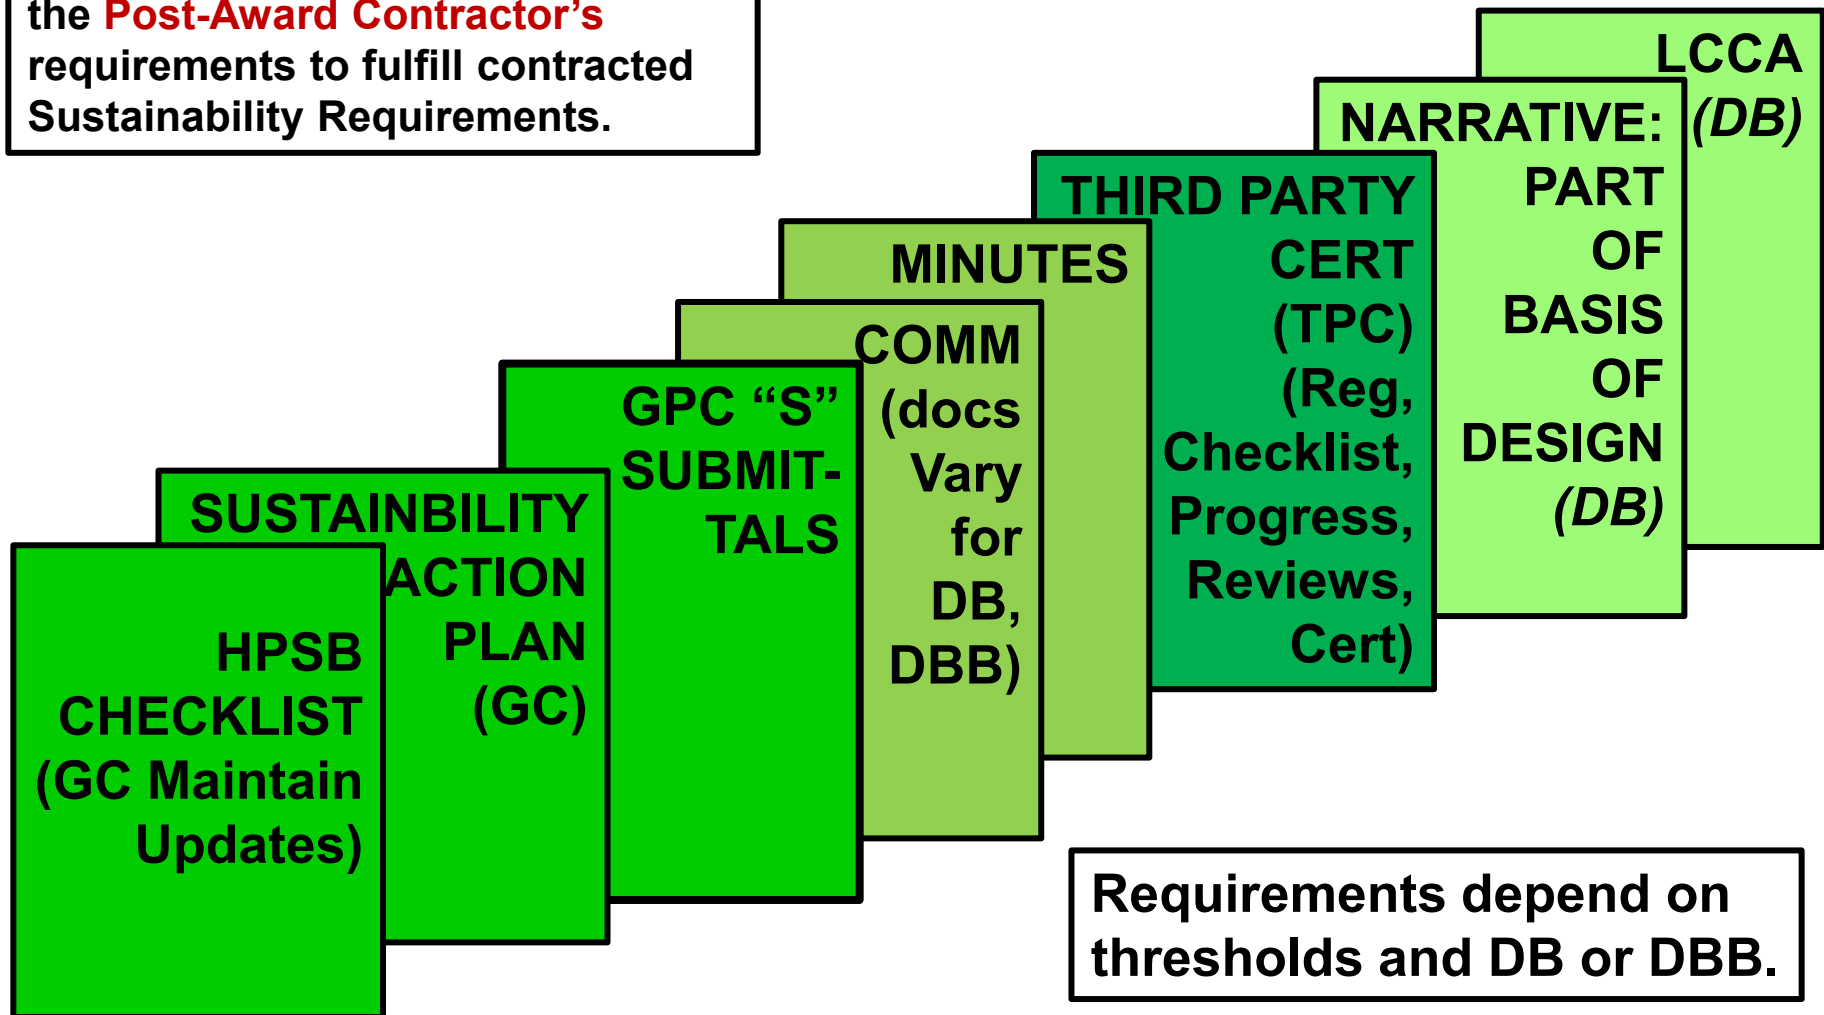 the Post-Award Contractor’s
requirements to fulfill contracted
Sustainability Requirements.
HPSB
CHECKLIST
(GC Maintain
Updates)
SUSTAINBILITY
ACTION
PLAN
(GC)
GPC “S”
SUBMIT-
TALS
COMM
(docs
Vary
for
DB,
DBB)
MINUTES
THIRD PARTY
CERT
(TPC)
(Reg,
Checklist,
Progress,
Reviews,
Cert)
NARRATIVE:
PART
OF
BASIS
OF
DESIGN
(DB)
LCCA
(DB)
Requirements depend on
thresholds and DB or DBB.